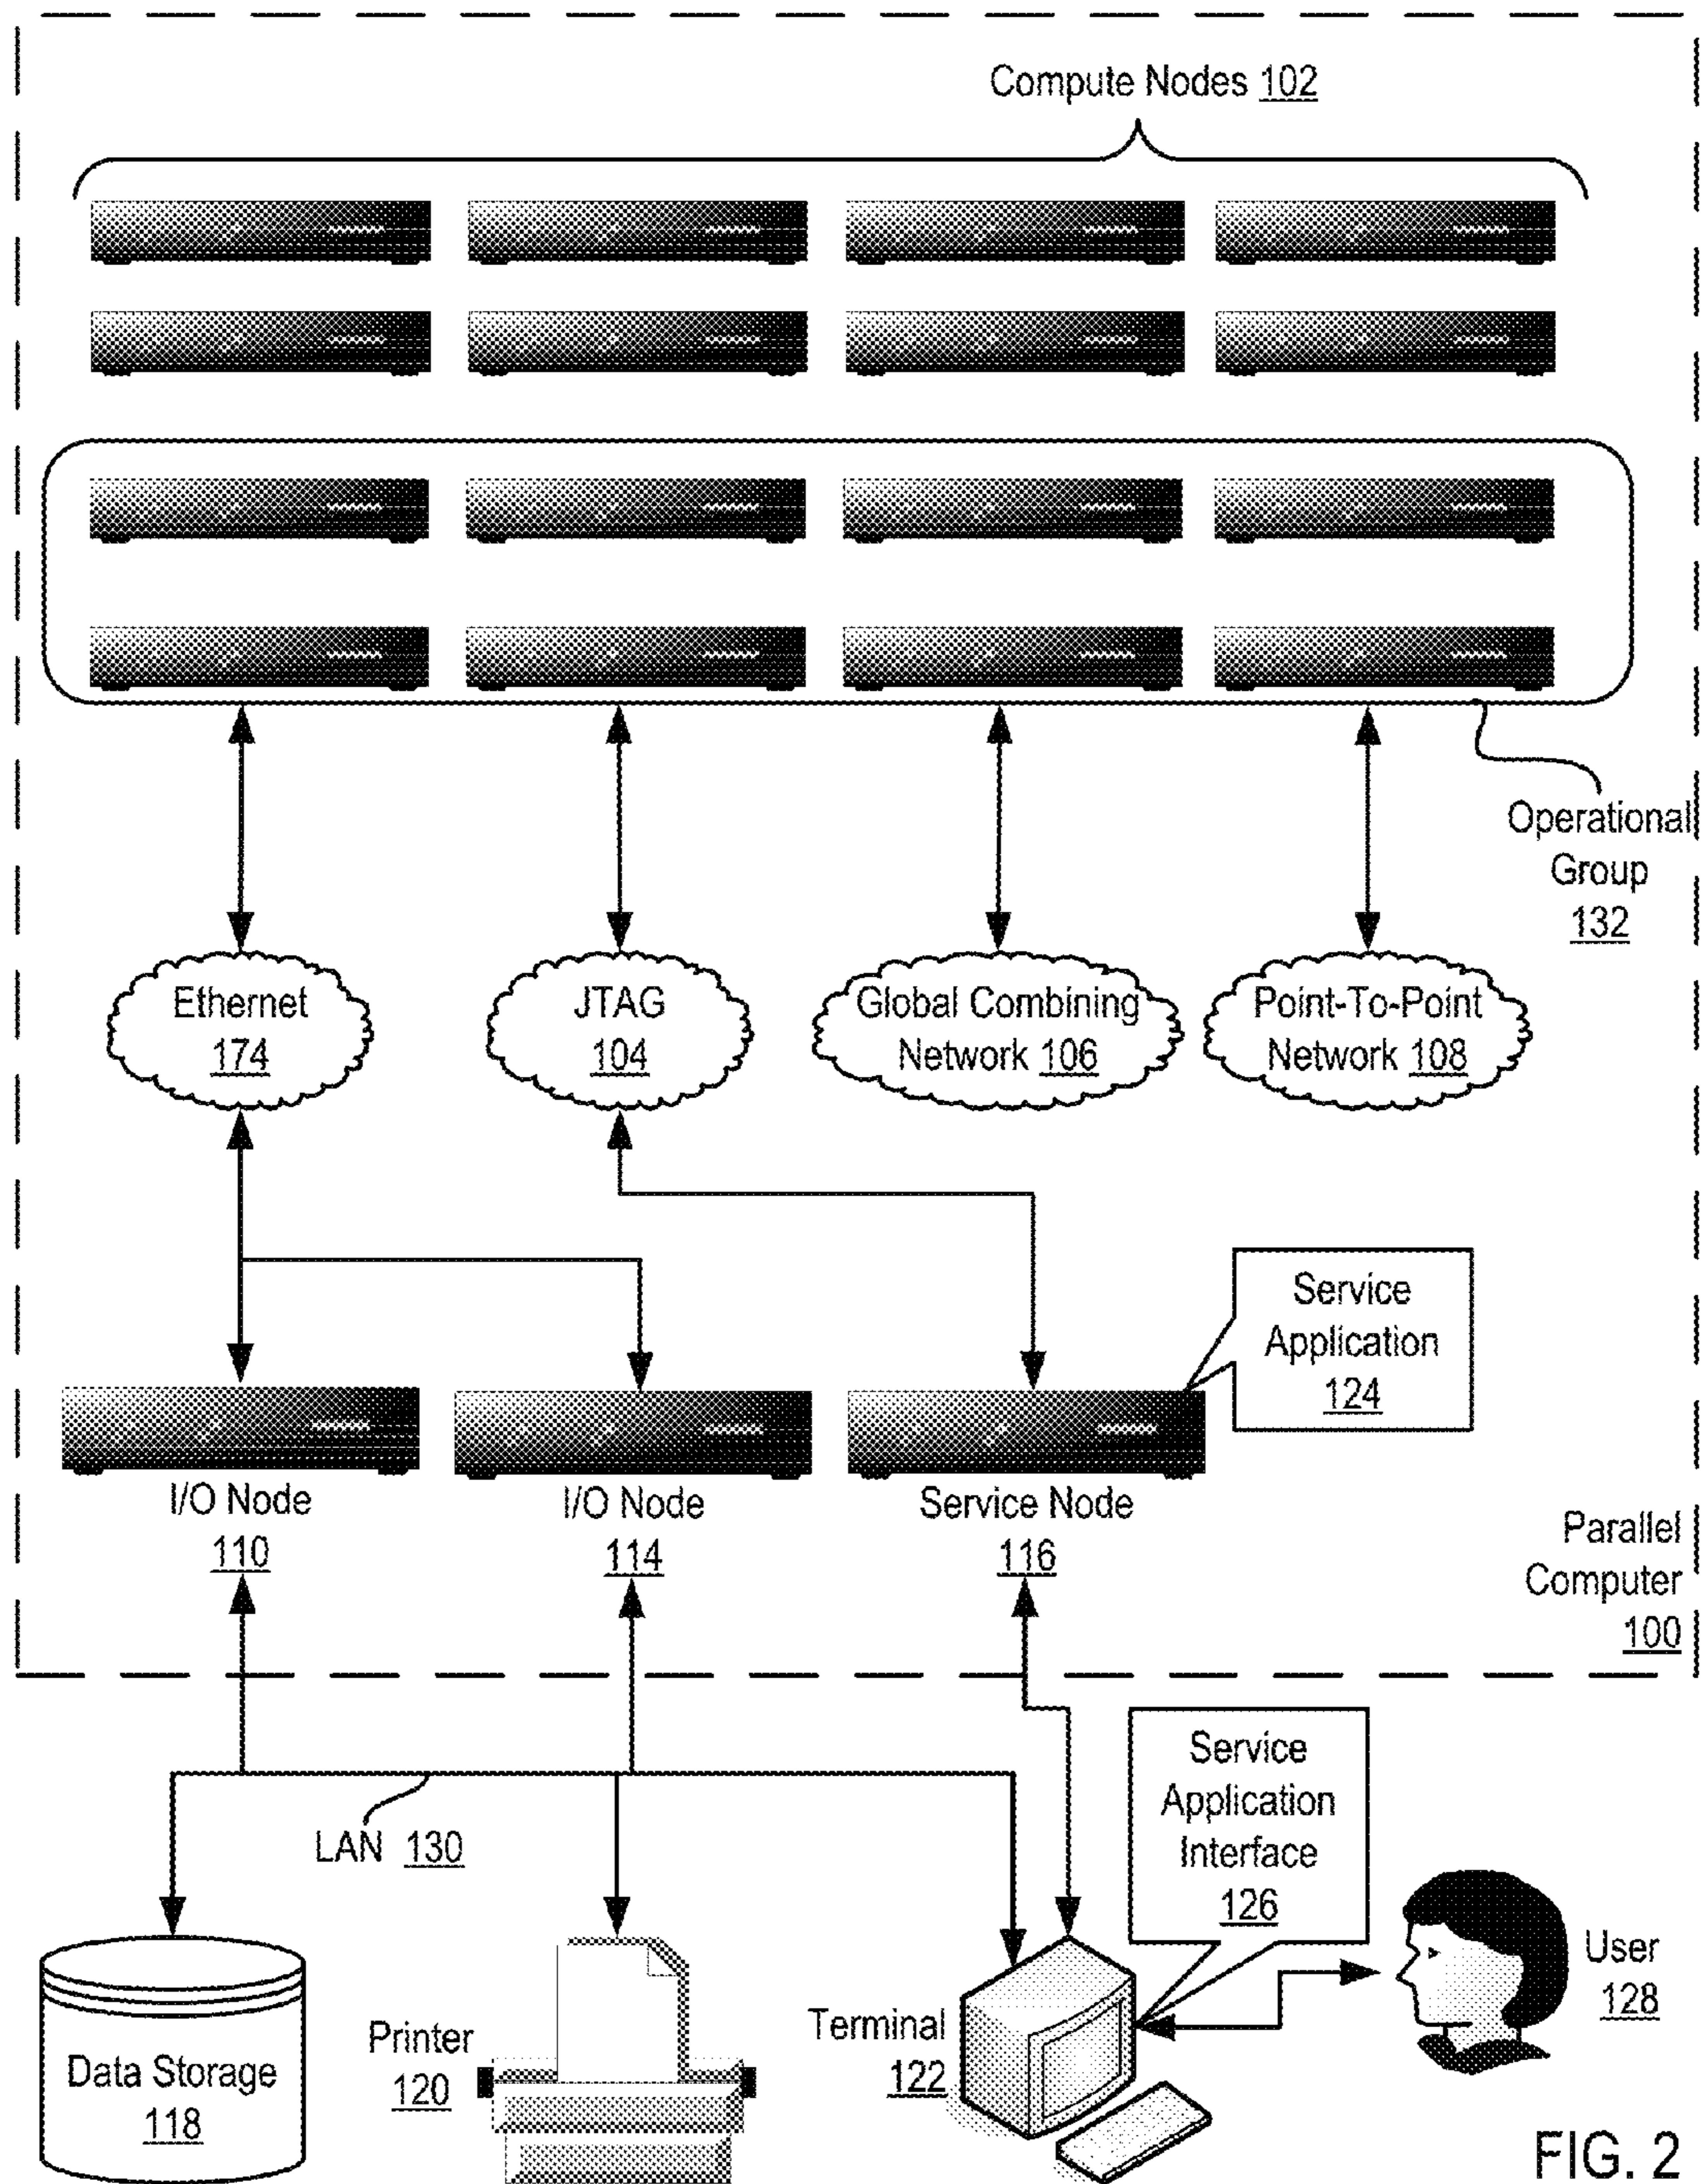 Compute Nodes 102
Operational
Group
132
Ethernet
174
JTAG
104
Global Combining
Network 106
Point-To-Point
Network 108
Service
Application
124
I/O Node
110
I/O Node
114
Service Node
116
Parallel
Computer
100
Service
Application
Interface
126
LAN 130
User
128
Data Storage
118
Printer
120
Terminal
122
FIG. 2